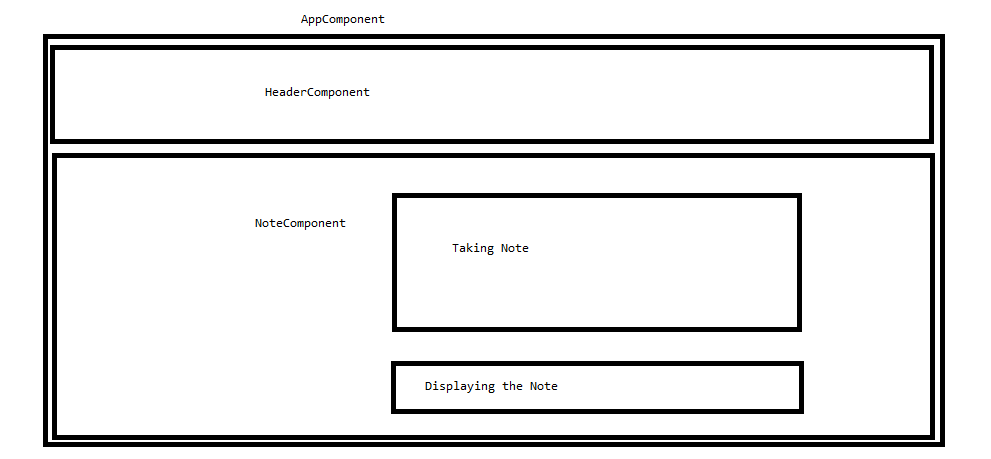 AppComponent
HeaderComponent
NoteComponent
Taking Note
Displaying the Note